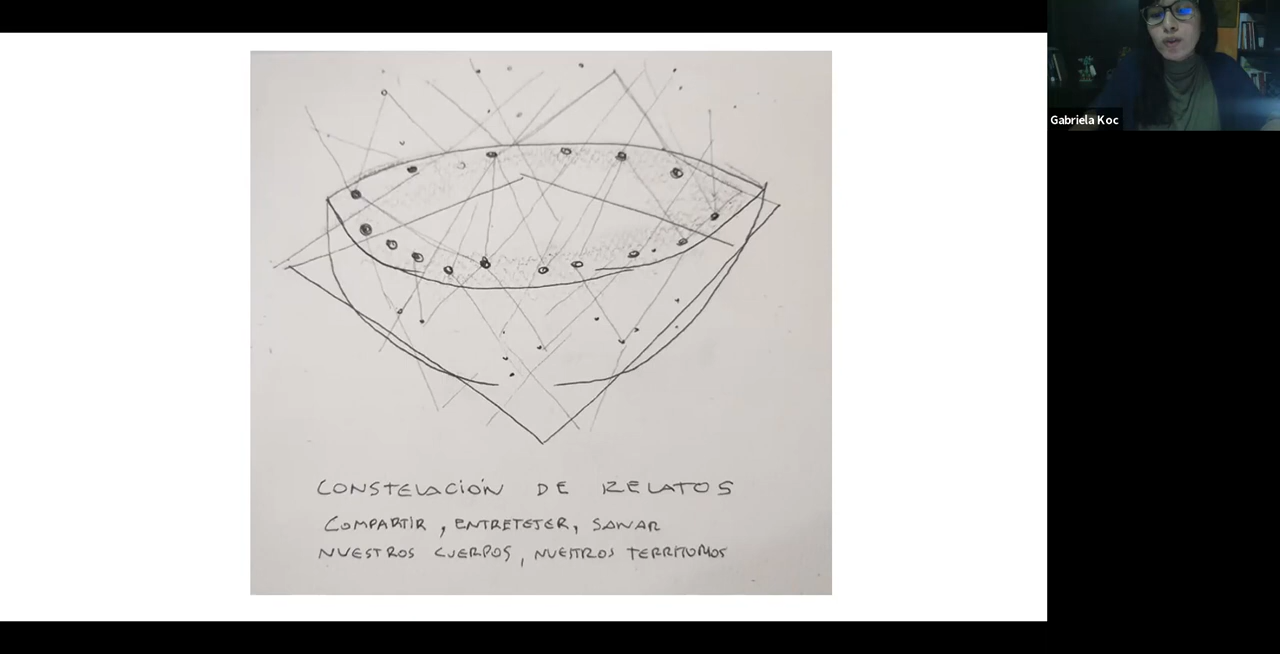 CONSTELACIÓN DE RELATOS
COMPARTIR, ENTRETEJER, SANAR
NUESTROS CUERPOS, NUESTROS TERRITORIOS
Gabriela Koc